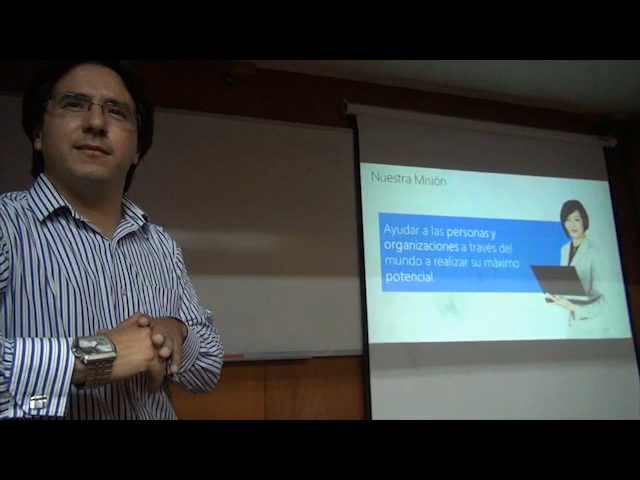 Nuestra Misión
Ayudar a las personas y
organizaciones a través del
mundo a realizar su máximo
potencial